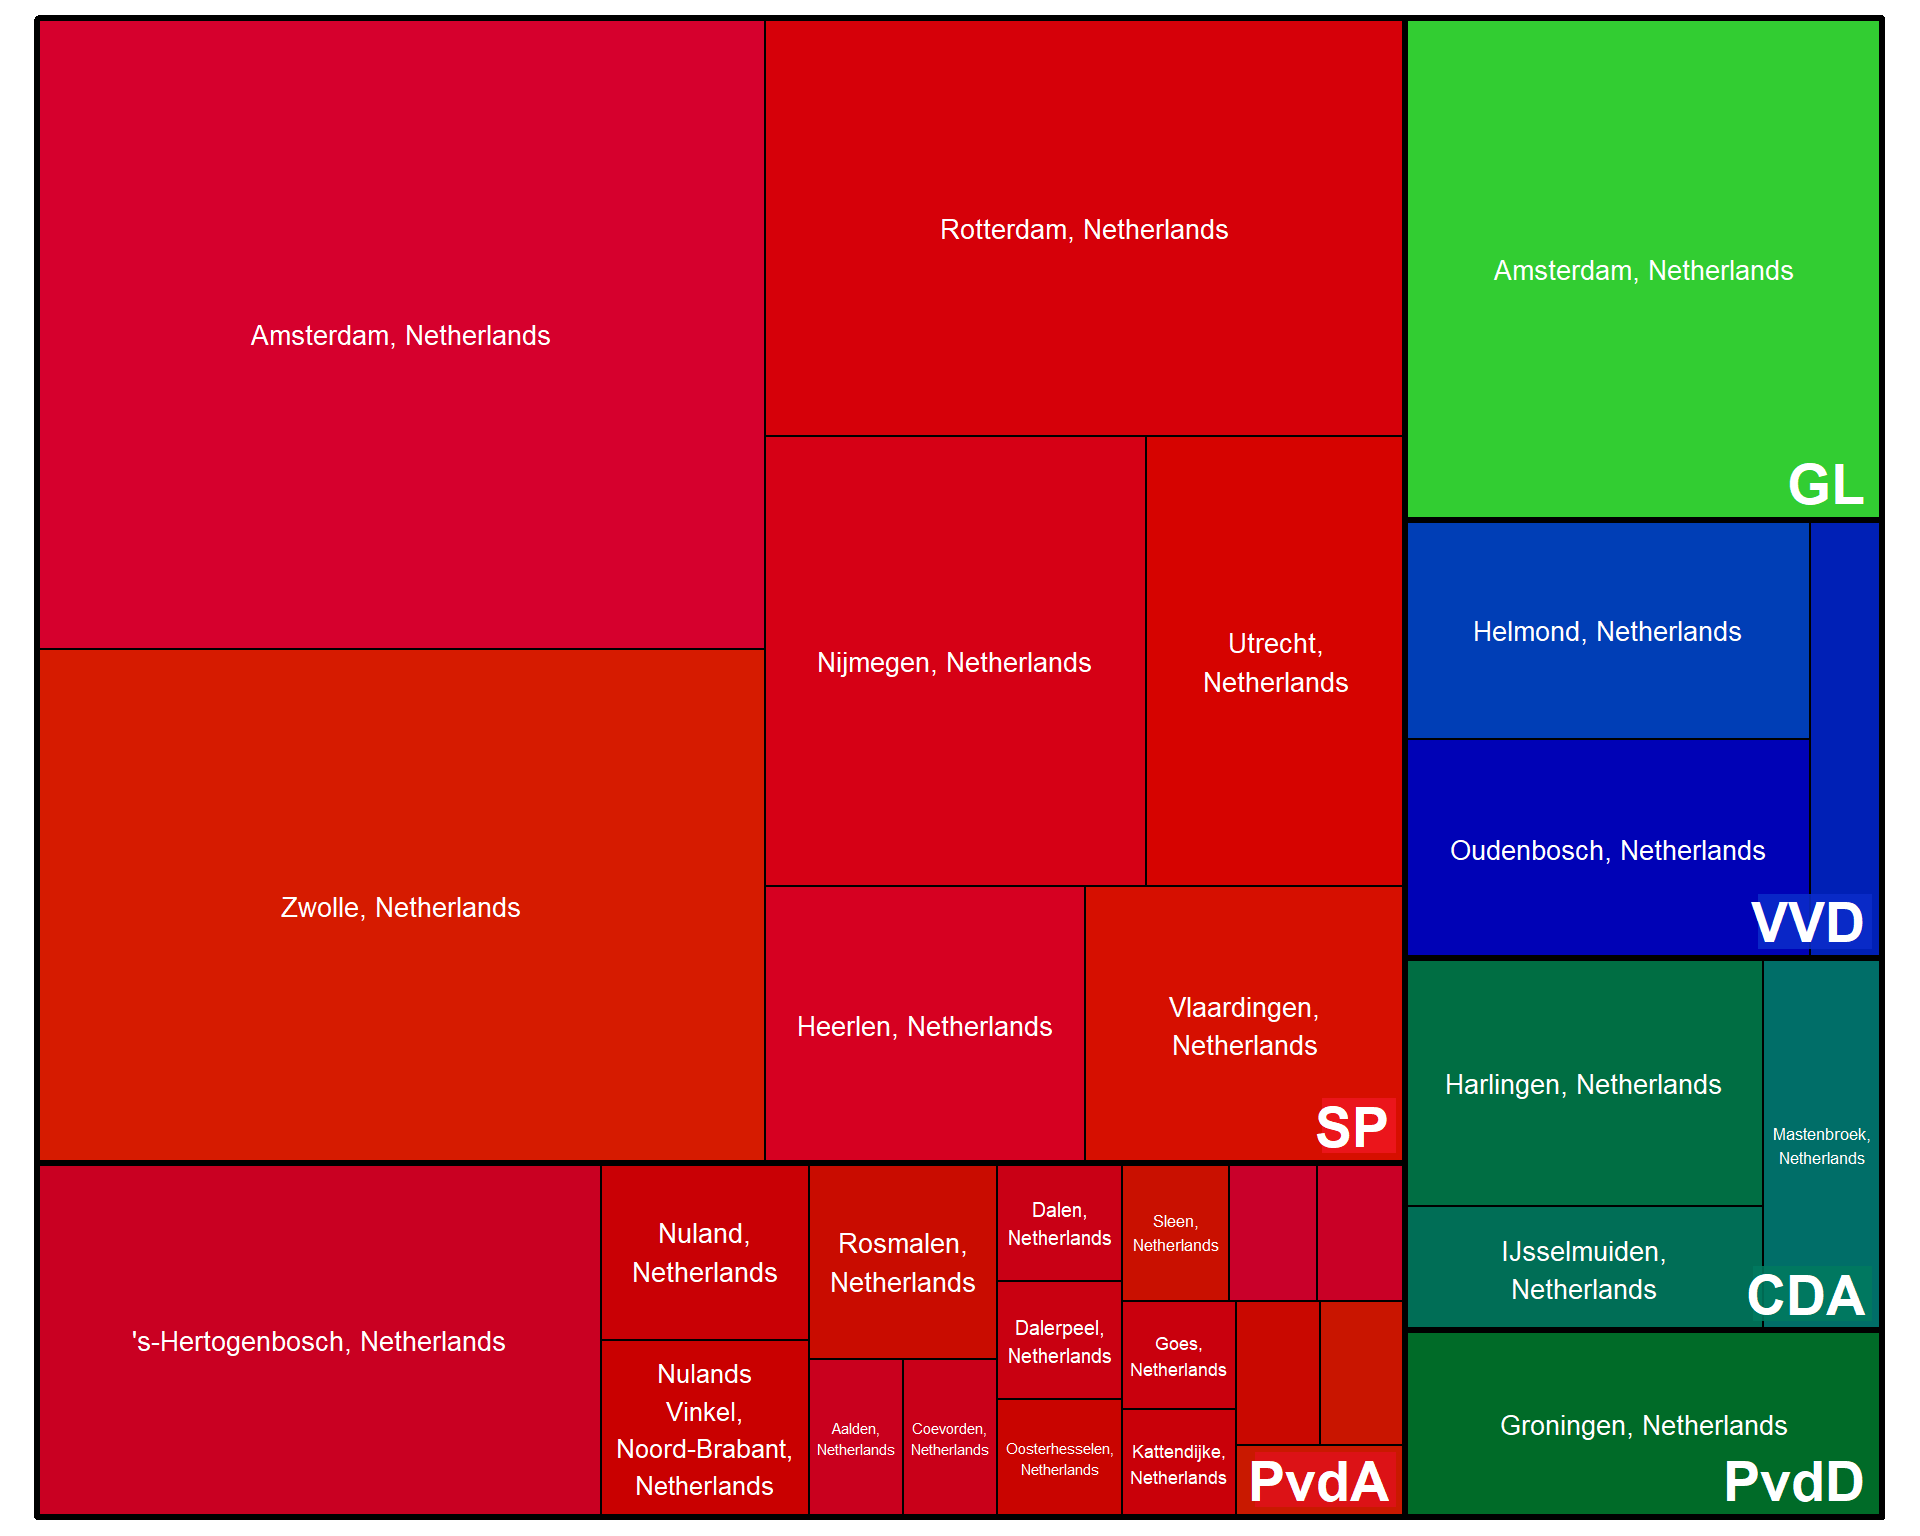 Amsterdam, Netherlands
Zwolle, Netherlands
Rotterdam, Netherlands
Nijmegen, Netherlands
Utrecht,
Netherlands
Heerlen, Netherlands
Vlaardingen,
Netherlands
SP
's-Hertogenbosch, Netherlands
Nuland,
Netherlands
Nulands
Vinkel,
Noord-Brabant,
Netherlands
Rosmalen,
Netherlands
Aalden,
Netherlands
Coevorden,
Netherlands
Dalen,
Netherlands
Dalerpeel,
Netherlands
Oosterhesselen,
Netherlands
Sleen,
Netherlands
Goes,
Netherlands
Kattendijke,
Netherlands
PvdA
Amsterdam, Netherlands
GL
Helmond, Netherlands
Oudenbosch, Netherlands
VVD
Harlingen, Netherlands
Mastenbroek,
Netherlands
IJsselmuiden,
Netherlands
CDA
Groningen, Netherlands
PvdD